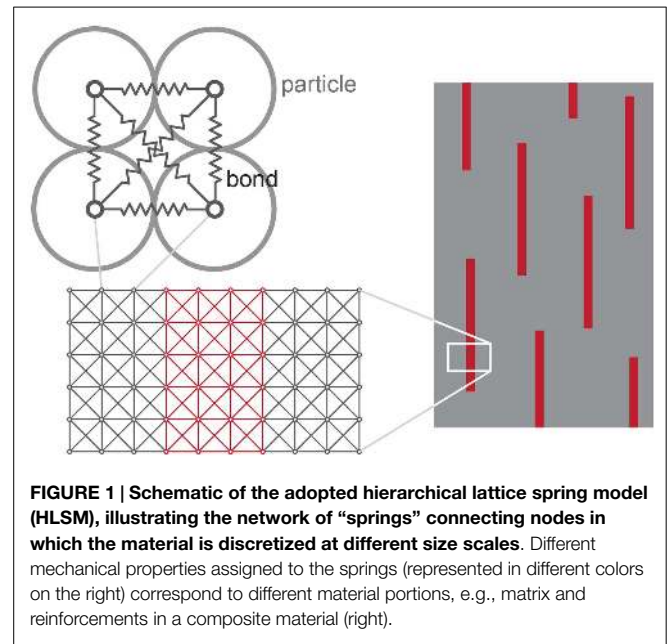 particle
bond
FIGURE 1 | Schematic of the adopted hierarchical lattice spring model
(HLSM), illustrating the network of “springs” connecting nodes in
which the material is discretized at different size scales. Different
mechanical properties assigned to the springs (represented in different colors
on the right) correspond to different material portions, e.g., matrix and
reinforcements in a composite material (right).